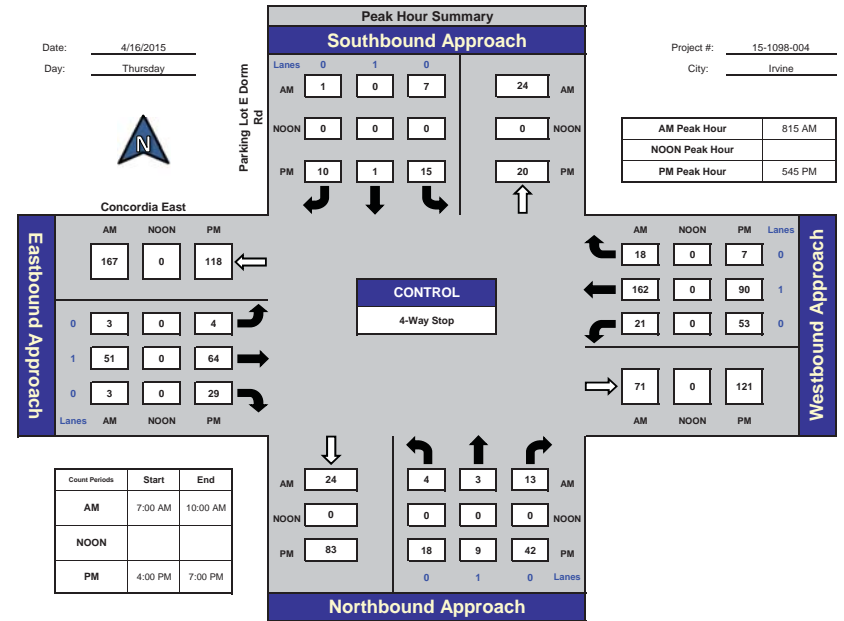 Peak Hour Summary
Southbound Approach
Date: 4/16/2015
Day: Thursday
Project #: 15-1098-004
City: Irvine
N
Parking Lot E Dorm
Rd
Lanes 0 1 0
AM 1 0 7 24 AM
NOON 0 0 0 0 NOON
PM 10 1 15 20 PM
AM Peak Hour 815 AM
NOON Peak Hour
PM Peak Hour 545 PM
Concordia East
Eastbound Approach
AM NOON PM
167 0 118
0 3 0 4
1 51 0 64
0 3 0 29
Lanes AM NOON PM
CONTROL
4-Way Stop
AM NOON PM Lanes
18 0 7 0
162 0 90 1
21 0 53 0
71 0 121
AM NOON PM
Westbound Approach
Count Periods Start End
AM 7:00 AM 10:00 AM
NOON
PM 4:00 PM 7:00 PM
AM 24 4 3 13 AM
NOON 0 0 0 0 NOON
PM 83 18 9 42 PM
0 1 0 Lanes
Northbound Approach